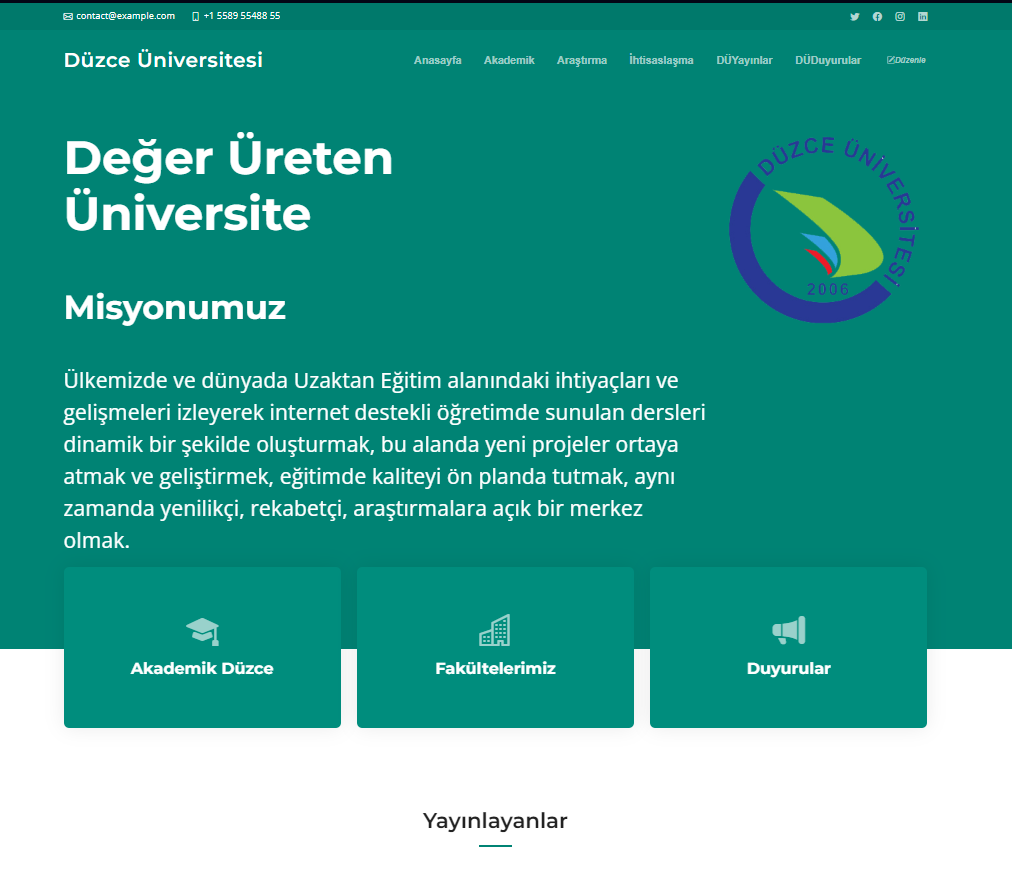 contact@example.com +1 5589 55488 55
Düzce Üniversitesi Anasayfa Akademik Araştırma İhtisaslaşma DÜYayınlar DÜDuyurular Düzenle
Değer Üreten
Üniversite
DÜZCE ÜNİVERSİTESİ
2006
Misyonumuz
Ülkemizde ve dünyada Uzaktan Eğitim alanındaki ihtiyaçları ve
gelişmeleri izleyerek internet destekli öğretimde sunulan dersleri
dinamik bir şekilde oluşturmak, bu alanda yeni projeler ortaya
atmak ve geliştirmek, eğitimde kaliteyi ön planda tutmak, aynı
zamanda yenilikçi, rekabetçi, araştırmalara açık bir merkez
olmak.
Akademik Düzce Fakültelerimiz Duyurular
Yayınlayanlar